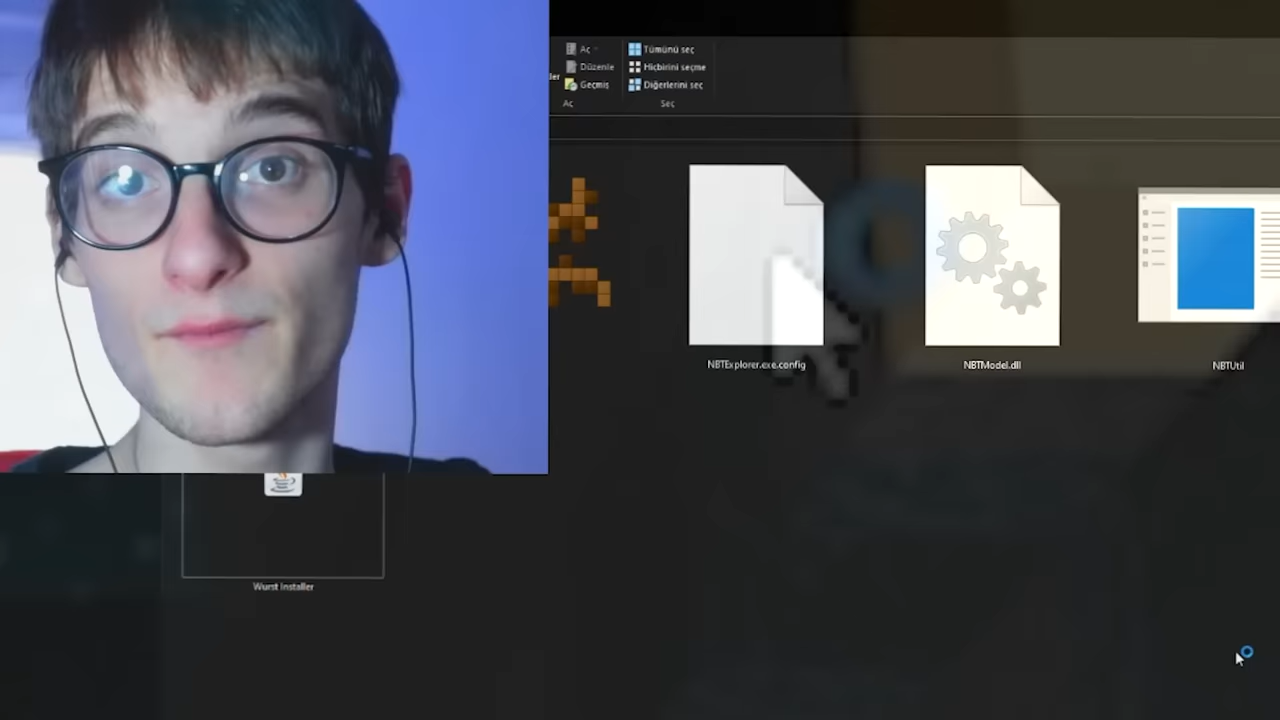 Aç
Tümünü seç
Düzenle
Hiçbirini seçme
ler
Geçmiş
Diğerlerini seç
Aç
Seç
NBTExplorer.exe.config
NBTModel.dll
NBTUtil
Wurst Installer